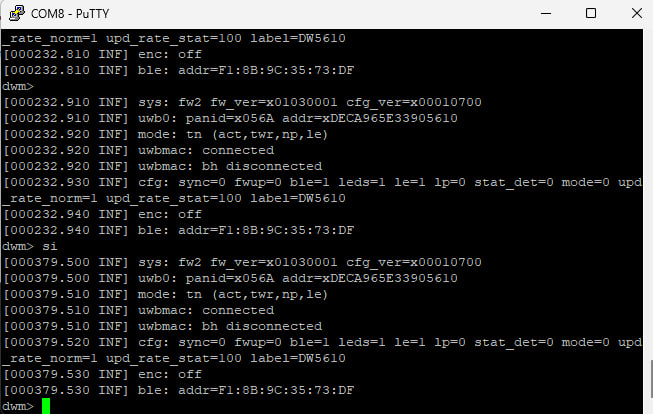 COM8 - PuTTY
_rate_norm=1 upd_rate_stat=100 label=DW5610
[000232.810 INF] enc: off
[000232.810 INF] ble: addr=F1:8B:9C:35:73:DF
dwm>
[000232.910 INF] sys: fw2 fw_ver=x01030001 cfg_ver=x00010700
[000232.910 INF] uwb0: panid=x056A addr=xDECA965E33905610
[000232.920 INF] mode: tn (act,twr,np,le)
[000232.920 INF] uwbmac: connected
[000232.920 INF] uwbmac: bh disconnected
[000232.930 INF] cfg: sync=0 fwup=0 ble=1 leds=1 le=1 lp=0 stat_det=0 mode=0 upd
_rate_norm=1 upd_rate_stat=100 label=DW5610
[000232.940 INF] enc: off
[000232.940 INF] ble: addr=F1:8B:9C:35:73:DF
dwm> si
[000379.500 INF] sys: fw2 fw_ver=x01030001 cfg_ver=x00010700
[000379.500 INF] uwb0: panid=x056A addr=xDECA965E33905610
[000379.510 INF] mode: tn (act,twr,np,le)
[000379.510 INF] uwbmac: connected
[000379.510 INF] uwbmac: bh disconnected
[000379.520 INF] cfg: sync=0 fwup=0 ble=1 leds=1 le=1 lp=0 stat_det=0 mode=0 upd
_rate_norm=1 upd_rate_stat=100 label=DW5610
[000379.530 INF] enc: off
[000379.530 INF] ble: addr=F1:8B:9C:35:73:DF
dwm>